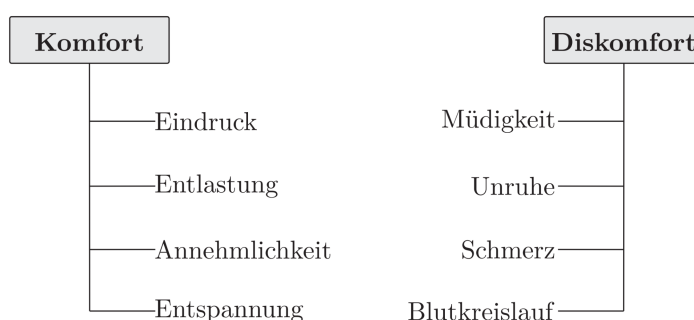 Komfort
Eindruck
Entlastung
Annehmlichkeit
Entspannung
Diskomfort
Müdigkeit
Unruhe
Schmerz
Blutkreislauf